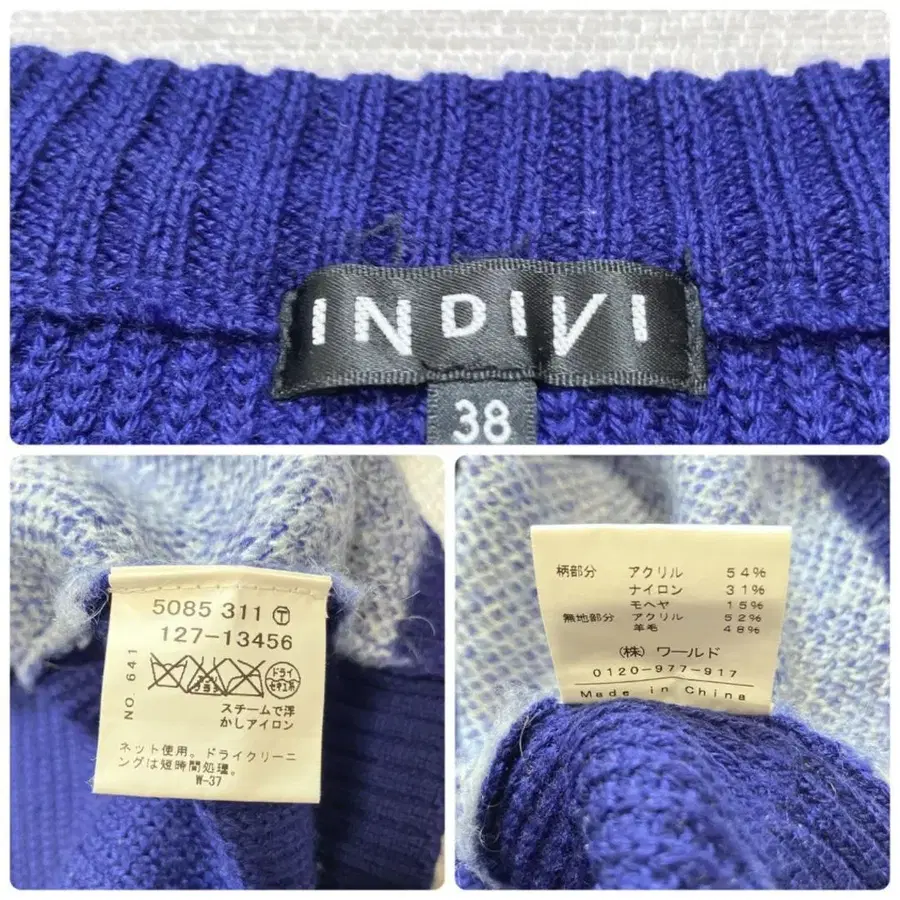 INDIVI
38
5085 311 Ⓣ
127-13456
NO. 641
ドライ
セキユ系
スチームで浮
かしアイロン
ネット使用。ドライクリーニ
ングは短時間処理。
W-37
柄部分 アクリル 54%
ナイロン 31%
モヘヤ 15%
無地部分 アクリル 52%
羊毛 48%
(株) ワールド
0120-977-917
Made in China